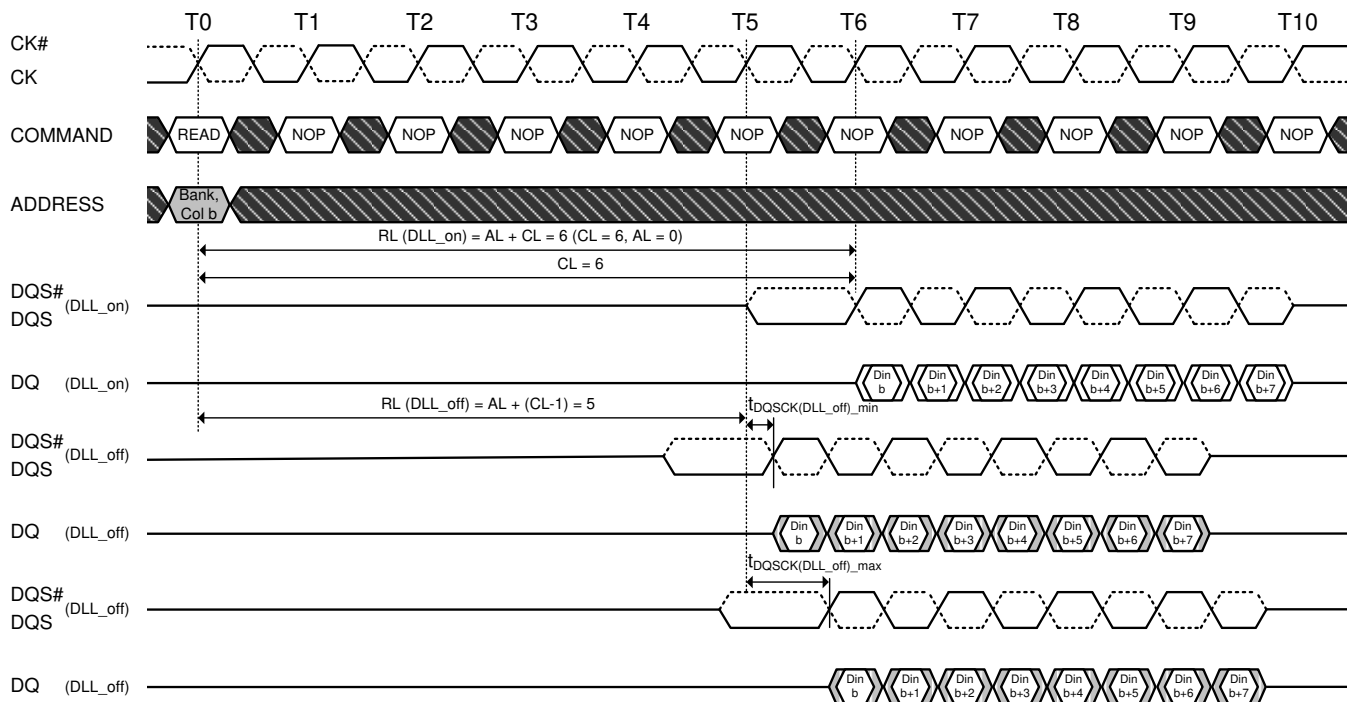 T0 T1 T2 T3 T4 T5 T6 T7 T8 T9 T10
CK#
CK
COMMAND READ NOP NOP NOP NOP NOP NOP NOP NOP NOP NOP
ADDRESS Bank, Col b
RL (DLL_on) = AL + CL = 6 (CL = 6, AL = 0)
CL = 6
DQS# (DLL_on)
DQS
DQ (DLL_on) Din b Din b+1 Din b+2 Din b+3 Din b+4 Din b+5 Din b+6 Din b+7
RL (DLL_off) = AL + (CL-1) = 5 tDQSCK(DLL_off)_min
DQS# (DLL_off)
DQS
DQ (DLL_off) Din b Din b+1 Din b+2 Din b+3 Din b+4 Din b+5 Din b+6 Din b+7
tDQSCK(DLL_off)_max
DQS# (DLL_off)
DQS
DQ (DLL_off) Din b Din b+1 Din b+2 Din b+3 Din b+4 Din b+5 Din b+6 Din b+7